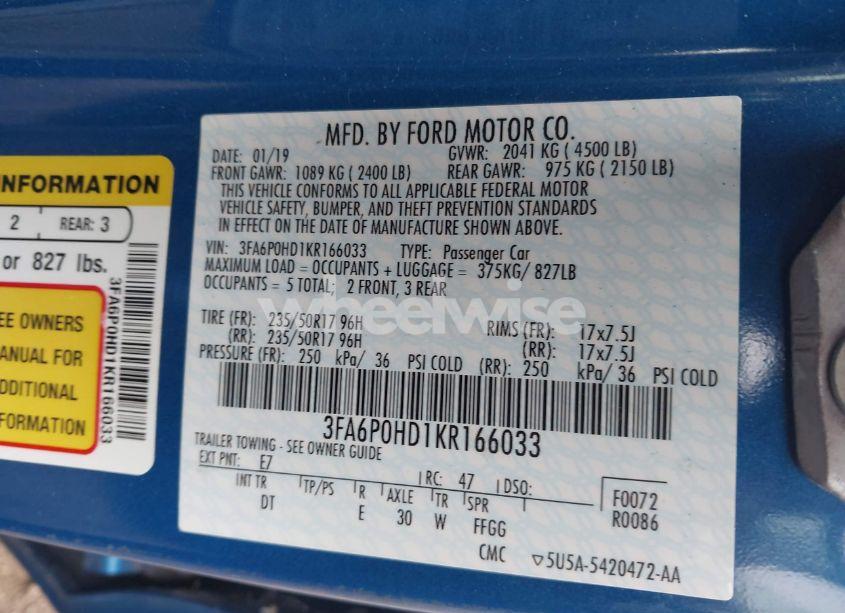 INFORMATION
2 REAR: 3
or 827 lbs.
EE OWNERS
ANUAL FOR
DDITIONAL
FORMATION
3FA6P0HD1KR166033
MFD. BY FORD MOTOR CO.
DATE: 01/19 GVWR: 2041 KG ( 4500 LB)
FRONT GAWR: 1089 KG ( 2400 LB) REAR GAWR: 975 KG ( 2150 LB)
THIS VEHICLE CONFORMS TO ALL APPLICABLE FEDERAL MOTOR
VEHICLE SAFETY, BUMPER, AND THEFT PREVENTION STANDARDS
IN EFFECT ON THE DATE OF MANUFACTURE SHOWN ABOVE.
VIN: 3FA6P0HD1KR166033 TYPE: Passenger Car
MAXIMUM LOAD = OCCUPANTS + LUGGAGE = 375KG/ 827LB
OCCUPANTS = 5 TOTAL; 2 FRONT, 3 REAR
wheelwise
TIRE (FR): 235/50R17 96H RIMS (FR): 17x7.5J
(RR): 235/50R17 96H (RR): 17x7.5J
PRESSURE (FR): 250 kPa/ 36 PSI COLD (RR): 250 kPa/ 36 PSI COLD
3FA6P0HD1KR166033
TRAILER TOWING - SEE OWNER GUIDE
EXT PNT: E7 RC: 47 DSO: F0072
INT TR TP/PS R AXLE TR SPR R0086
DT E 30 W FFGG
CMC ▽5U5A-5420472-AA